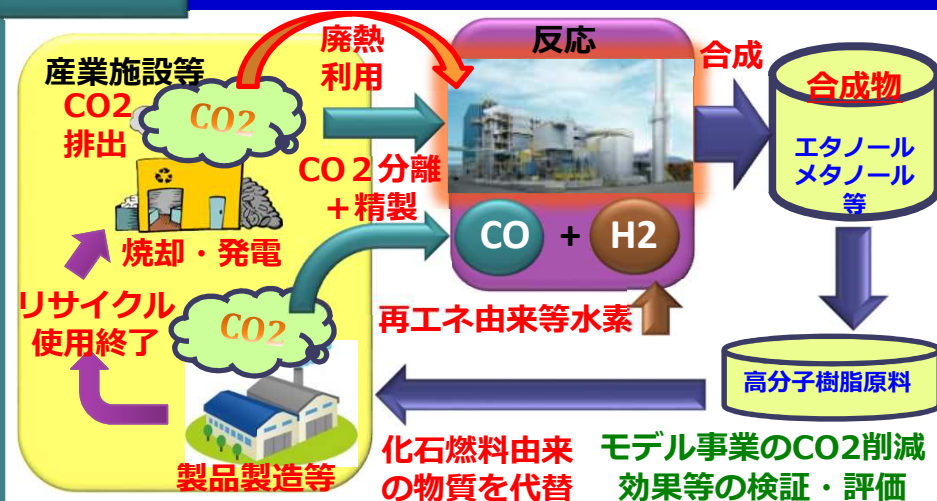 産業施設等
CO2
排出
CO2
廃熱
利用
反応
合成
合成物
エタノール
メタノール
等
CO２分離
＋精製
焼却・発電
CO + H2
リサイクル
使用終了
CO2
再エネ由来等水素
高分子樹脂原料
製品製造等
化石燃料由来
の物質を代替
モデル事業のCO2削減
効果等の検証・評価